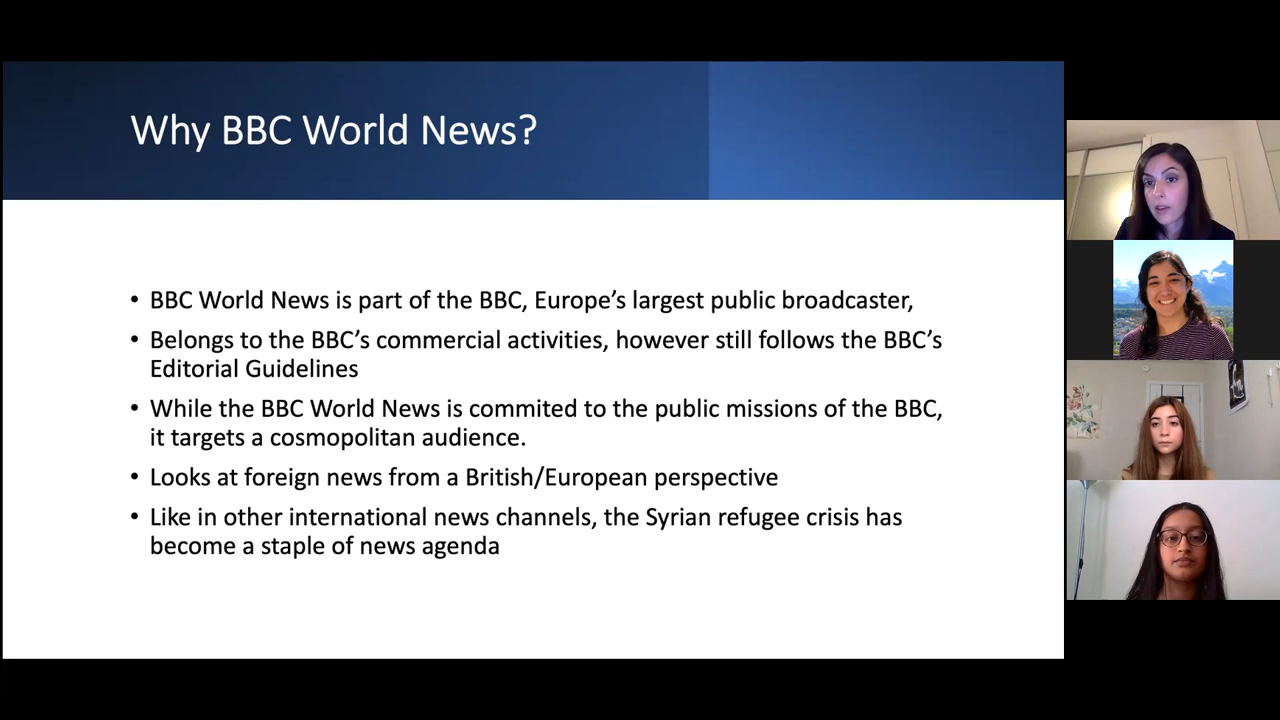 Why BBC World News?
• BBC World News is part of the BBC, Europe's largest public broadcaster,
• Belongs to the BBC's commercial activities, however still follows the BBC's
Editorial Guidelines
• While the BBC World News is commited to the public missions of the BBC,
it targets a cosmopolitan audience.
• Looks at foreign news from a British/European perspective
• Like in other international news channels, the Syrian refugee crisis has
become a staple of news agenda